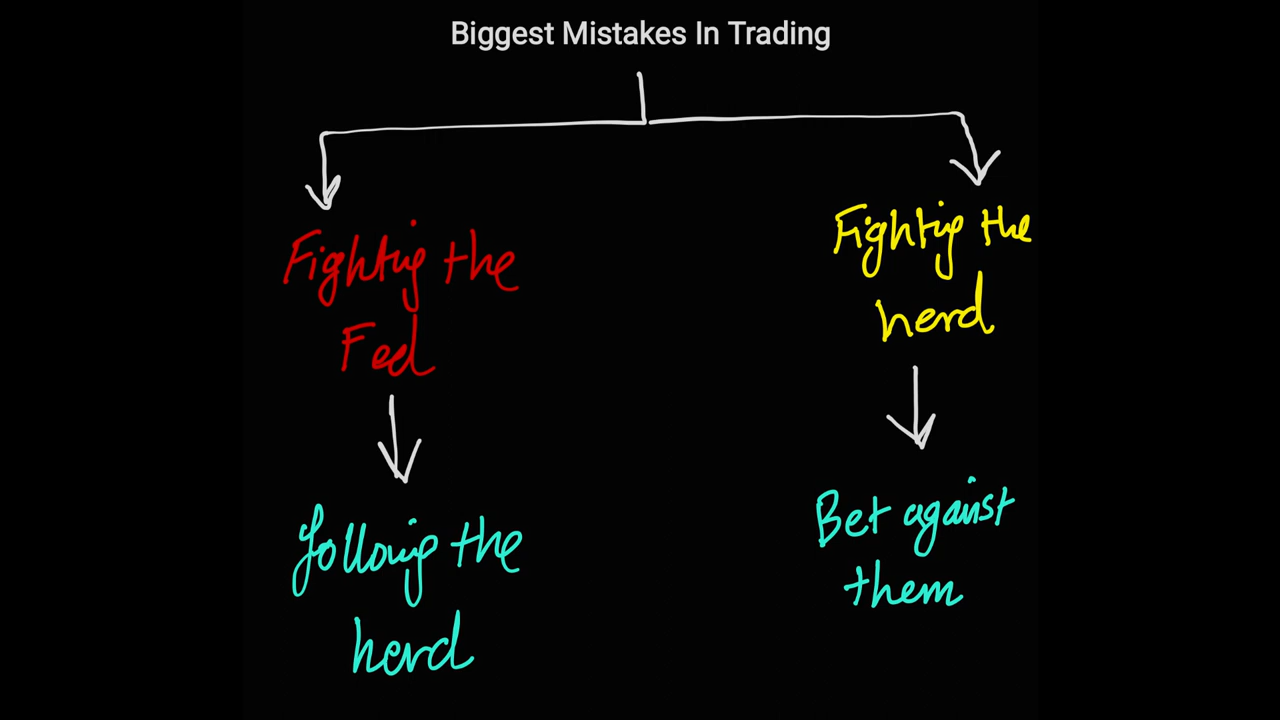 Biggest Mistakes In Trading
Fighting the
Fed
Fighting the
herd
following the
herd
Bet against
them